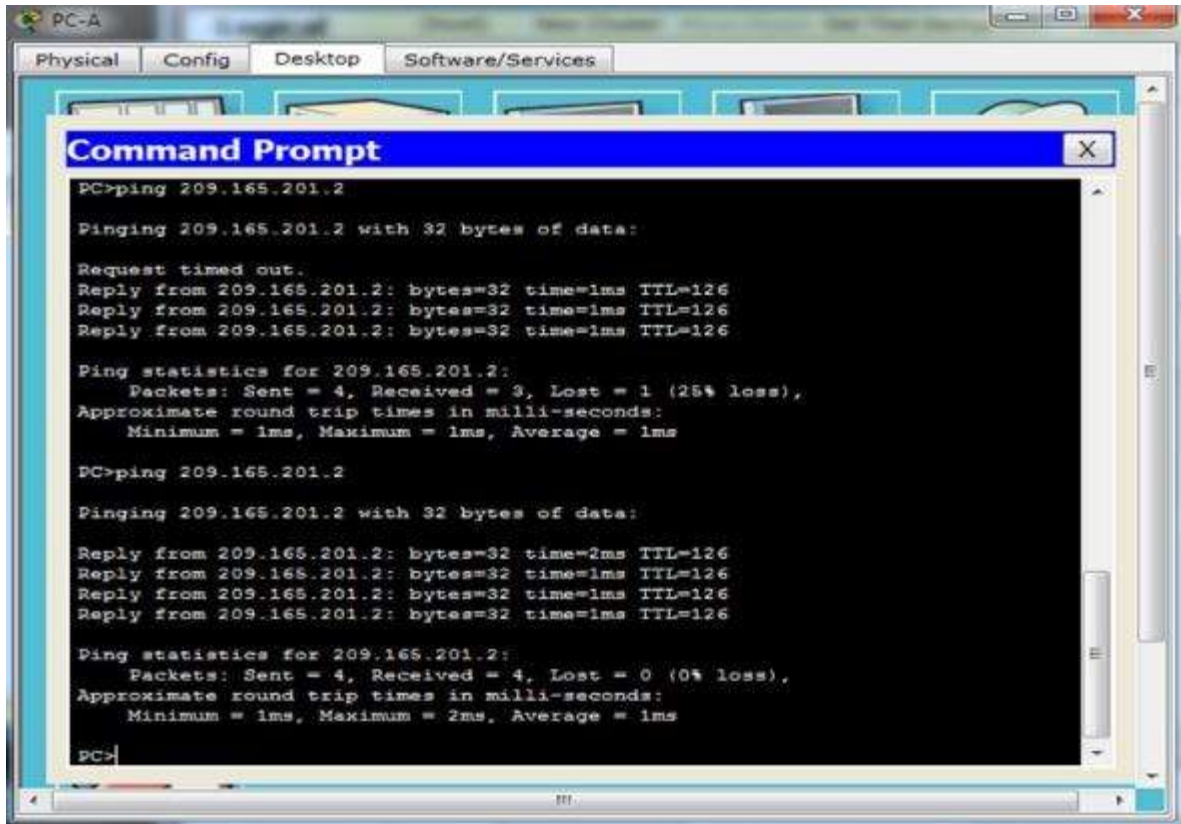 PC-A
Physical Config Desktop Software/Services
Command Prompt X
PC>ping 209.165.201.2
Pinging 209.165.201.2 with 32 bytes of data:
Request timed out.
Reply from 209.165.201.2: bytes=32 time=1ms TTL=126
Reply from 209.165.201.2: bytes=32 time=1ms TTL=126
Reply from 209.165.201.2: bytes=32 time=1ms TTL=126
Ping statistics for 209.165.201.2:
Packets: Sent = 4, Received = 3, Lost = 1 (25% loss),
Approximate round trip times in milli-seconds:
Minimum = 1ms, Maximum = 1ms, Average = 1ms
PC>ping 209.165.201.2
Pinging 209.165.201.2 with 32 bytes of data:
Reply from 209.165.201.2: bytes=32 time=2ms TTL=126
Reply from 209.165.201.2: bytes=32 time=1ms TTL=126
Reply from 209.165.201.2: bytes=32 time=1ms TTL=126
Reply from 209.165.201.2: bytes=32 time=1ms TTL=126
Ping statistics for 209.165.201.2:
Packets: Sent = 4, Received = 4, Lost = 0 (0% loss),
Approximate round trip times in milli-seconds:
Minimum = 1ms, Maximum = 2ms, Average = 1ms
PC>